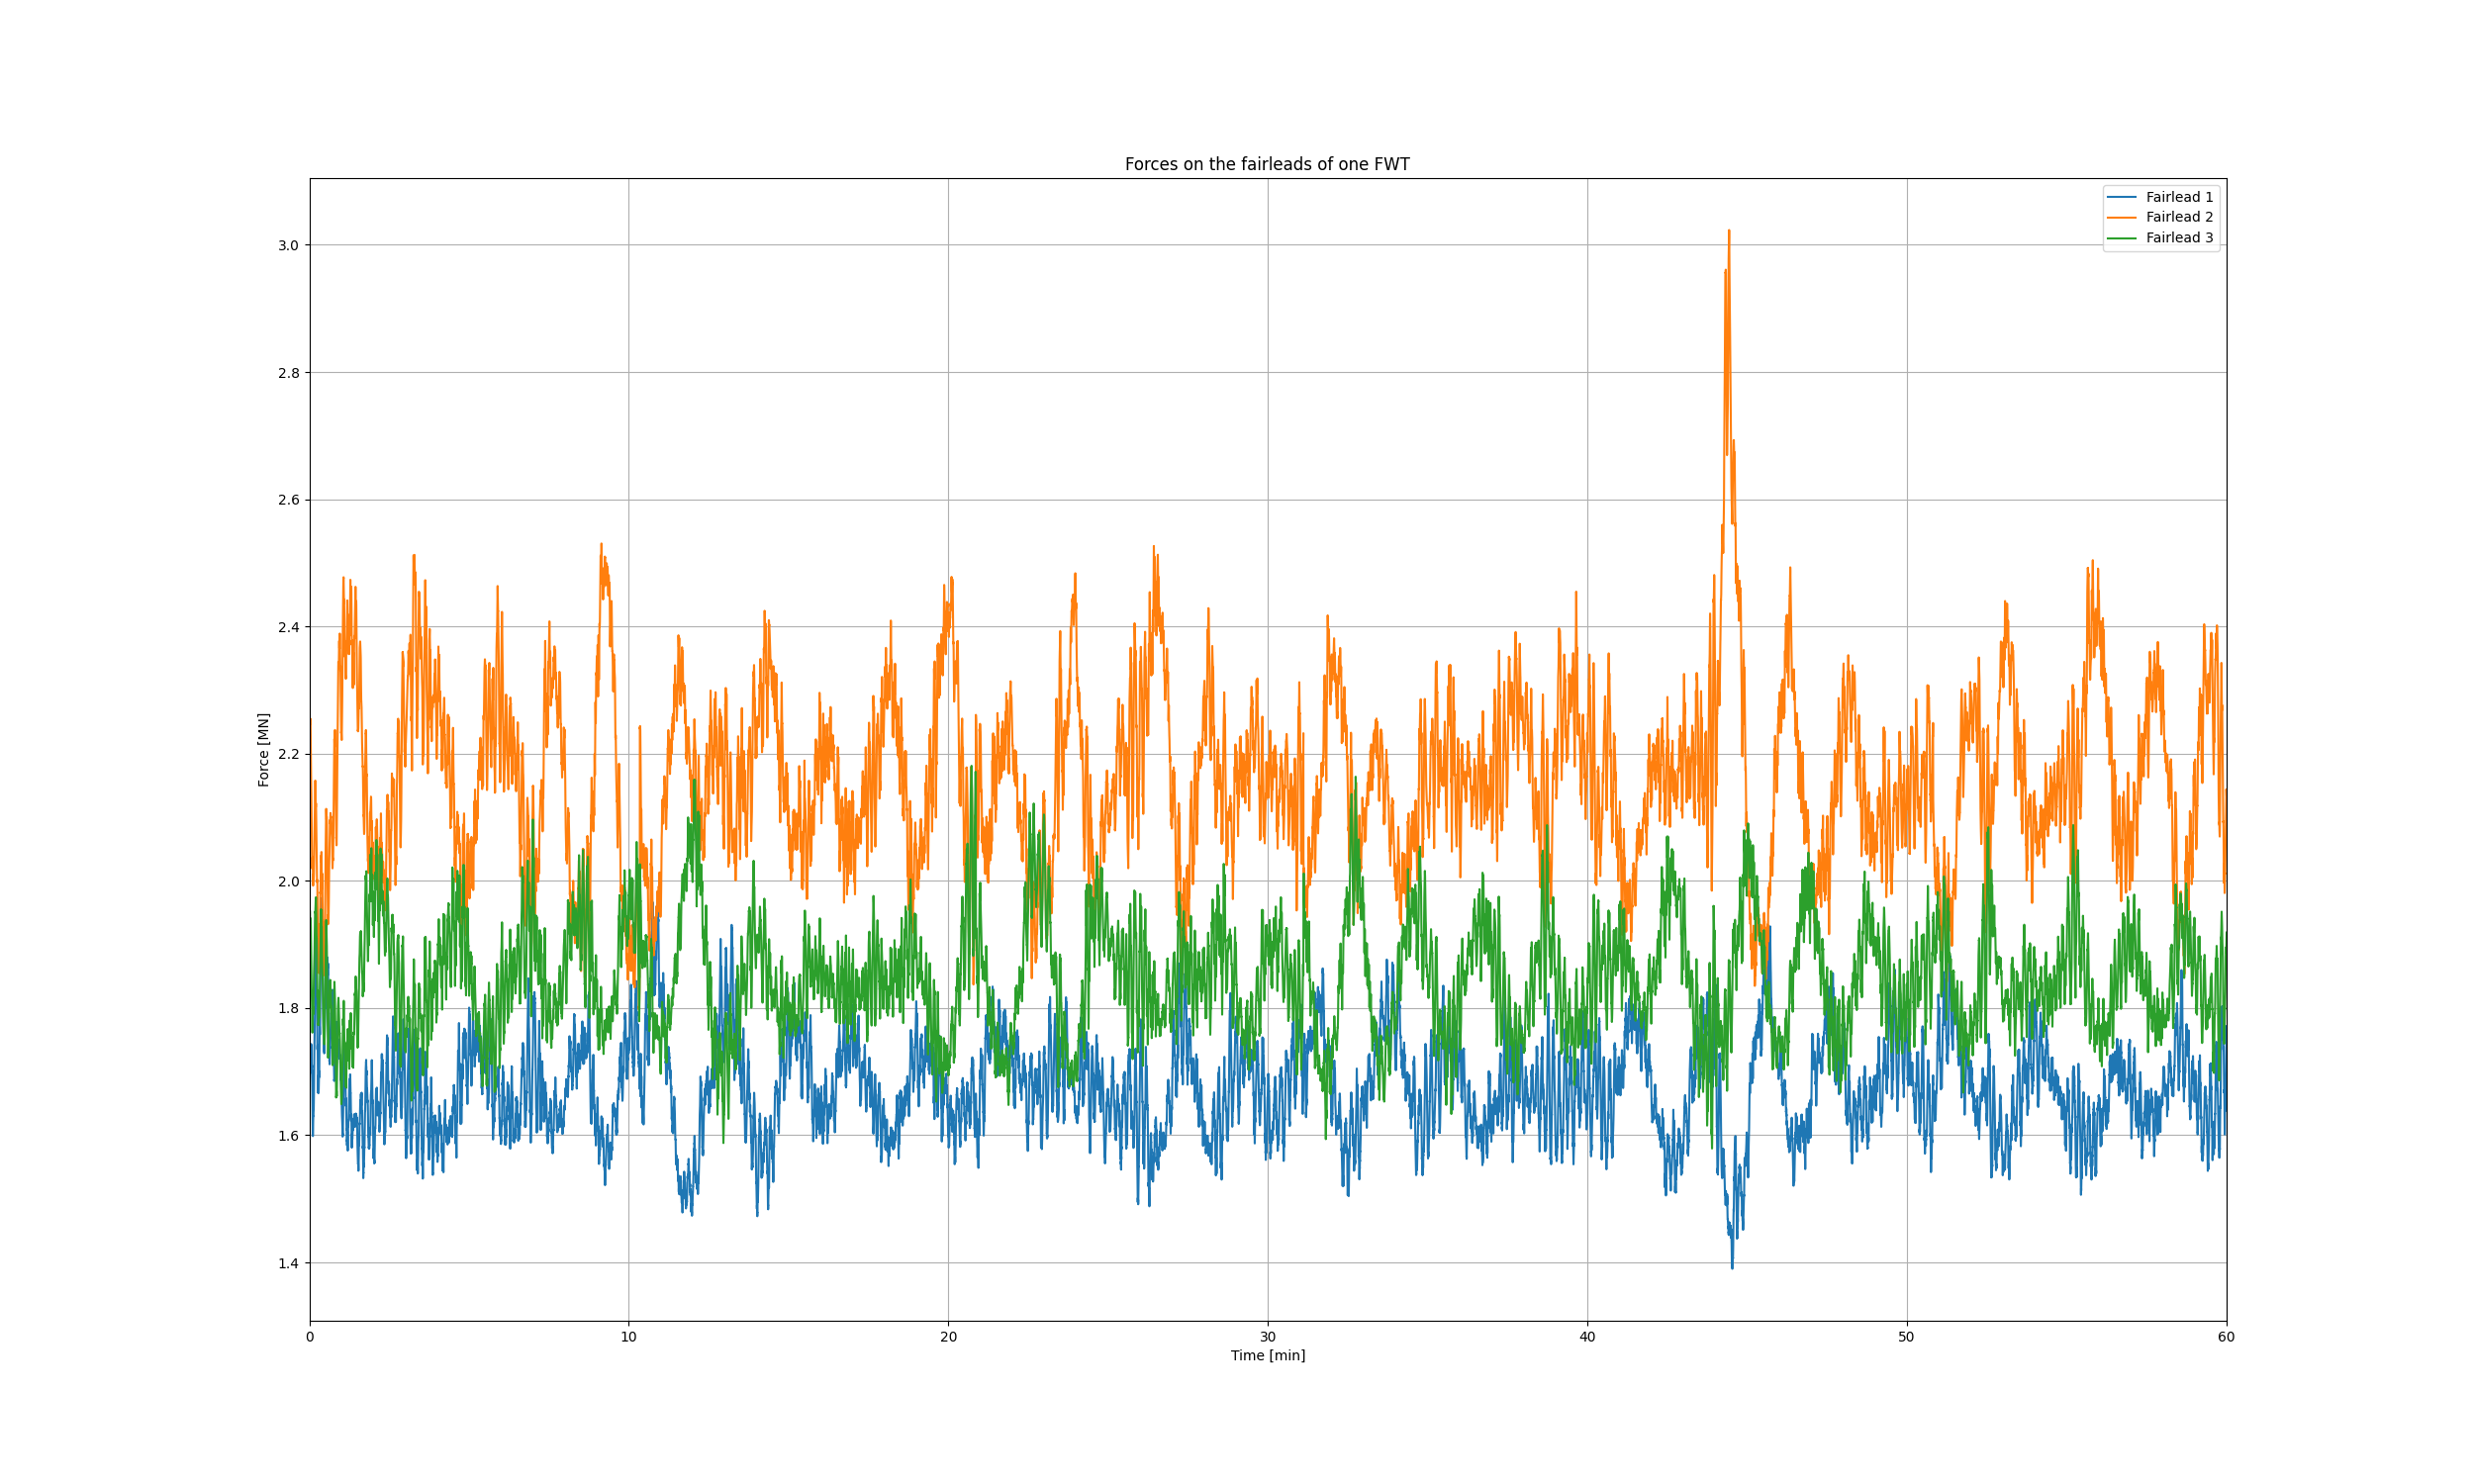 Forces on the fairleads of one FWT
Fairlead 1
Fairlead 2
Fairlead 3
Force [MN]
3.0
2.8
2.6
2.4
2.2
2.0
1.8
1.6
1.4
0 10 20 30 40 50 60
Time [min]